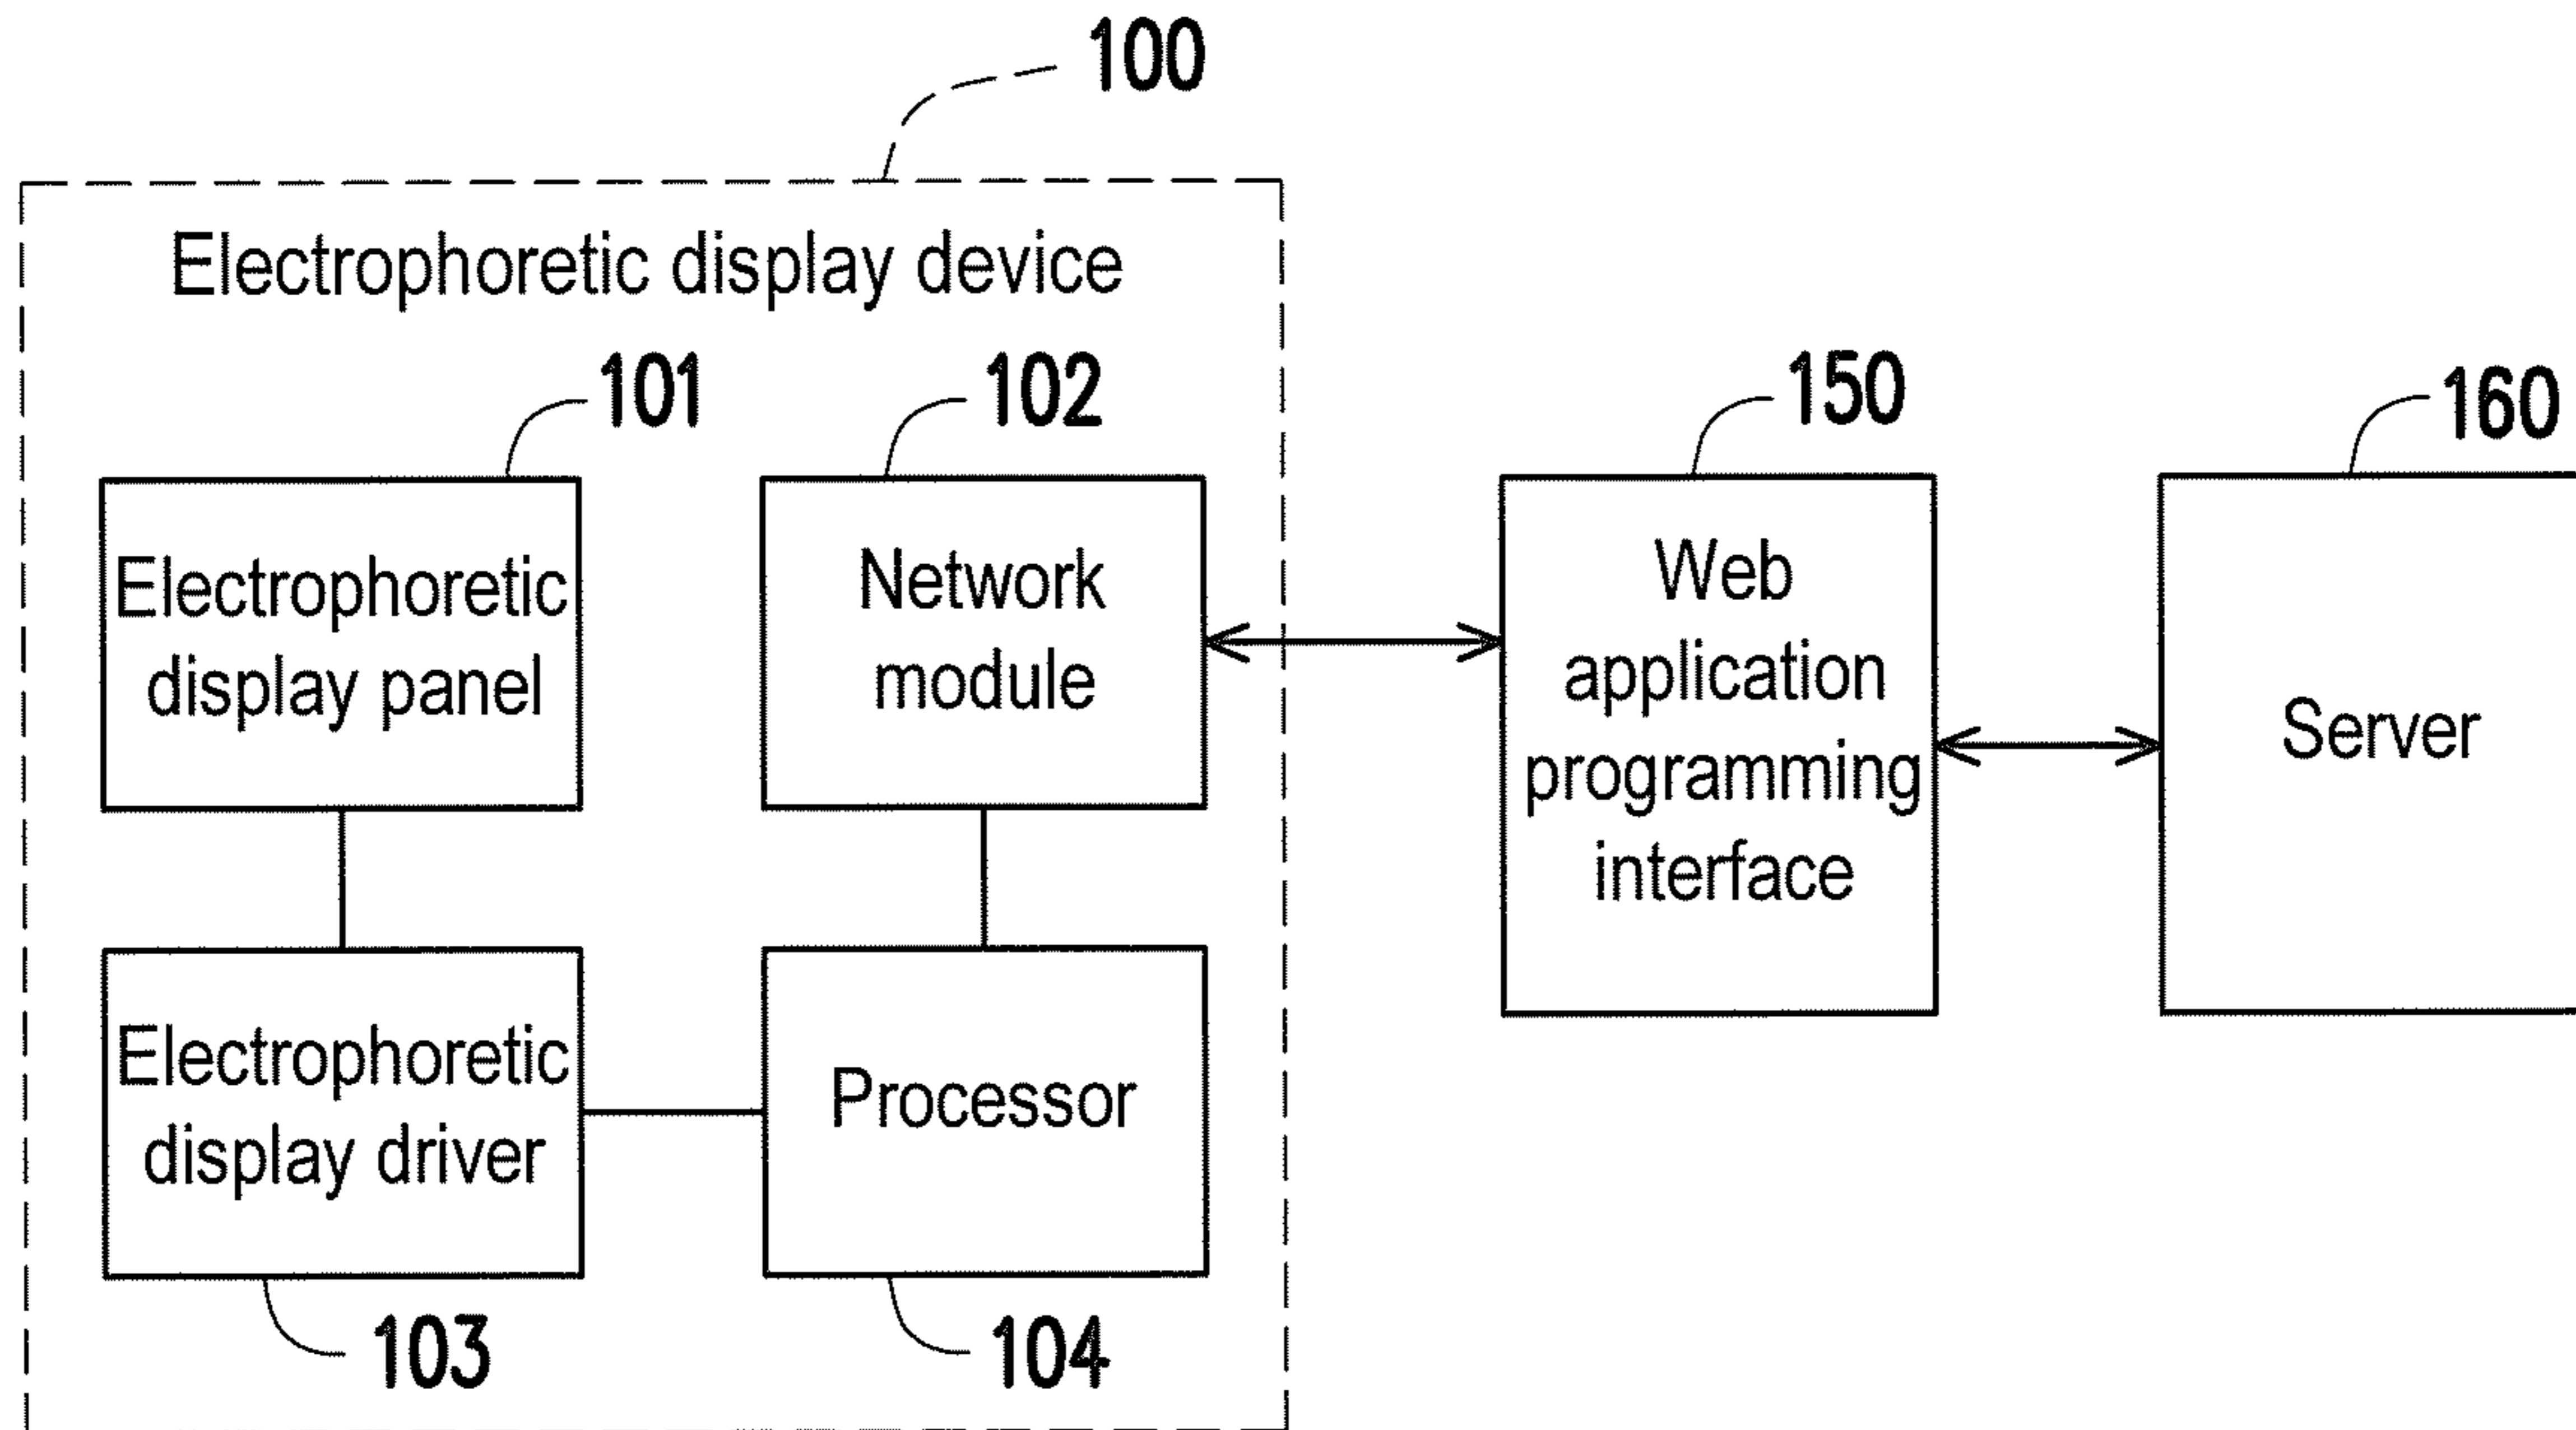 100
Electrophoretic display device
101
102
150
160
Electrophoretic
display panel
Network
module
Web
application
programming
interface
Server
Electrophoretic
display driver
Processor
103
104